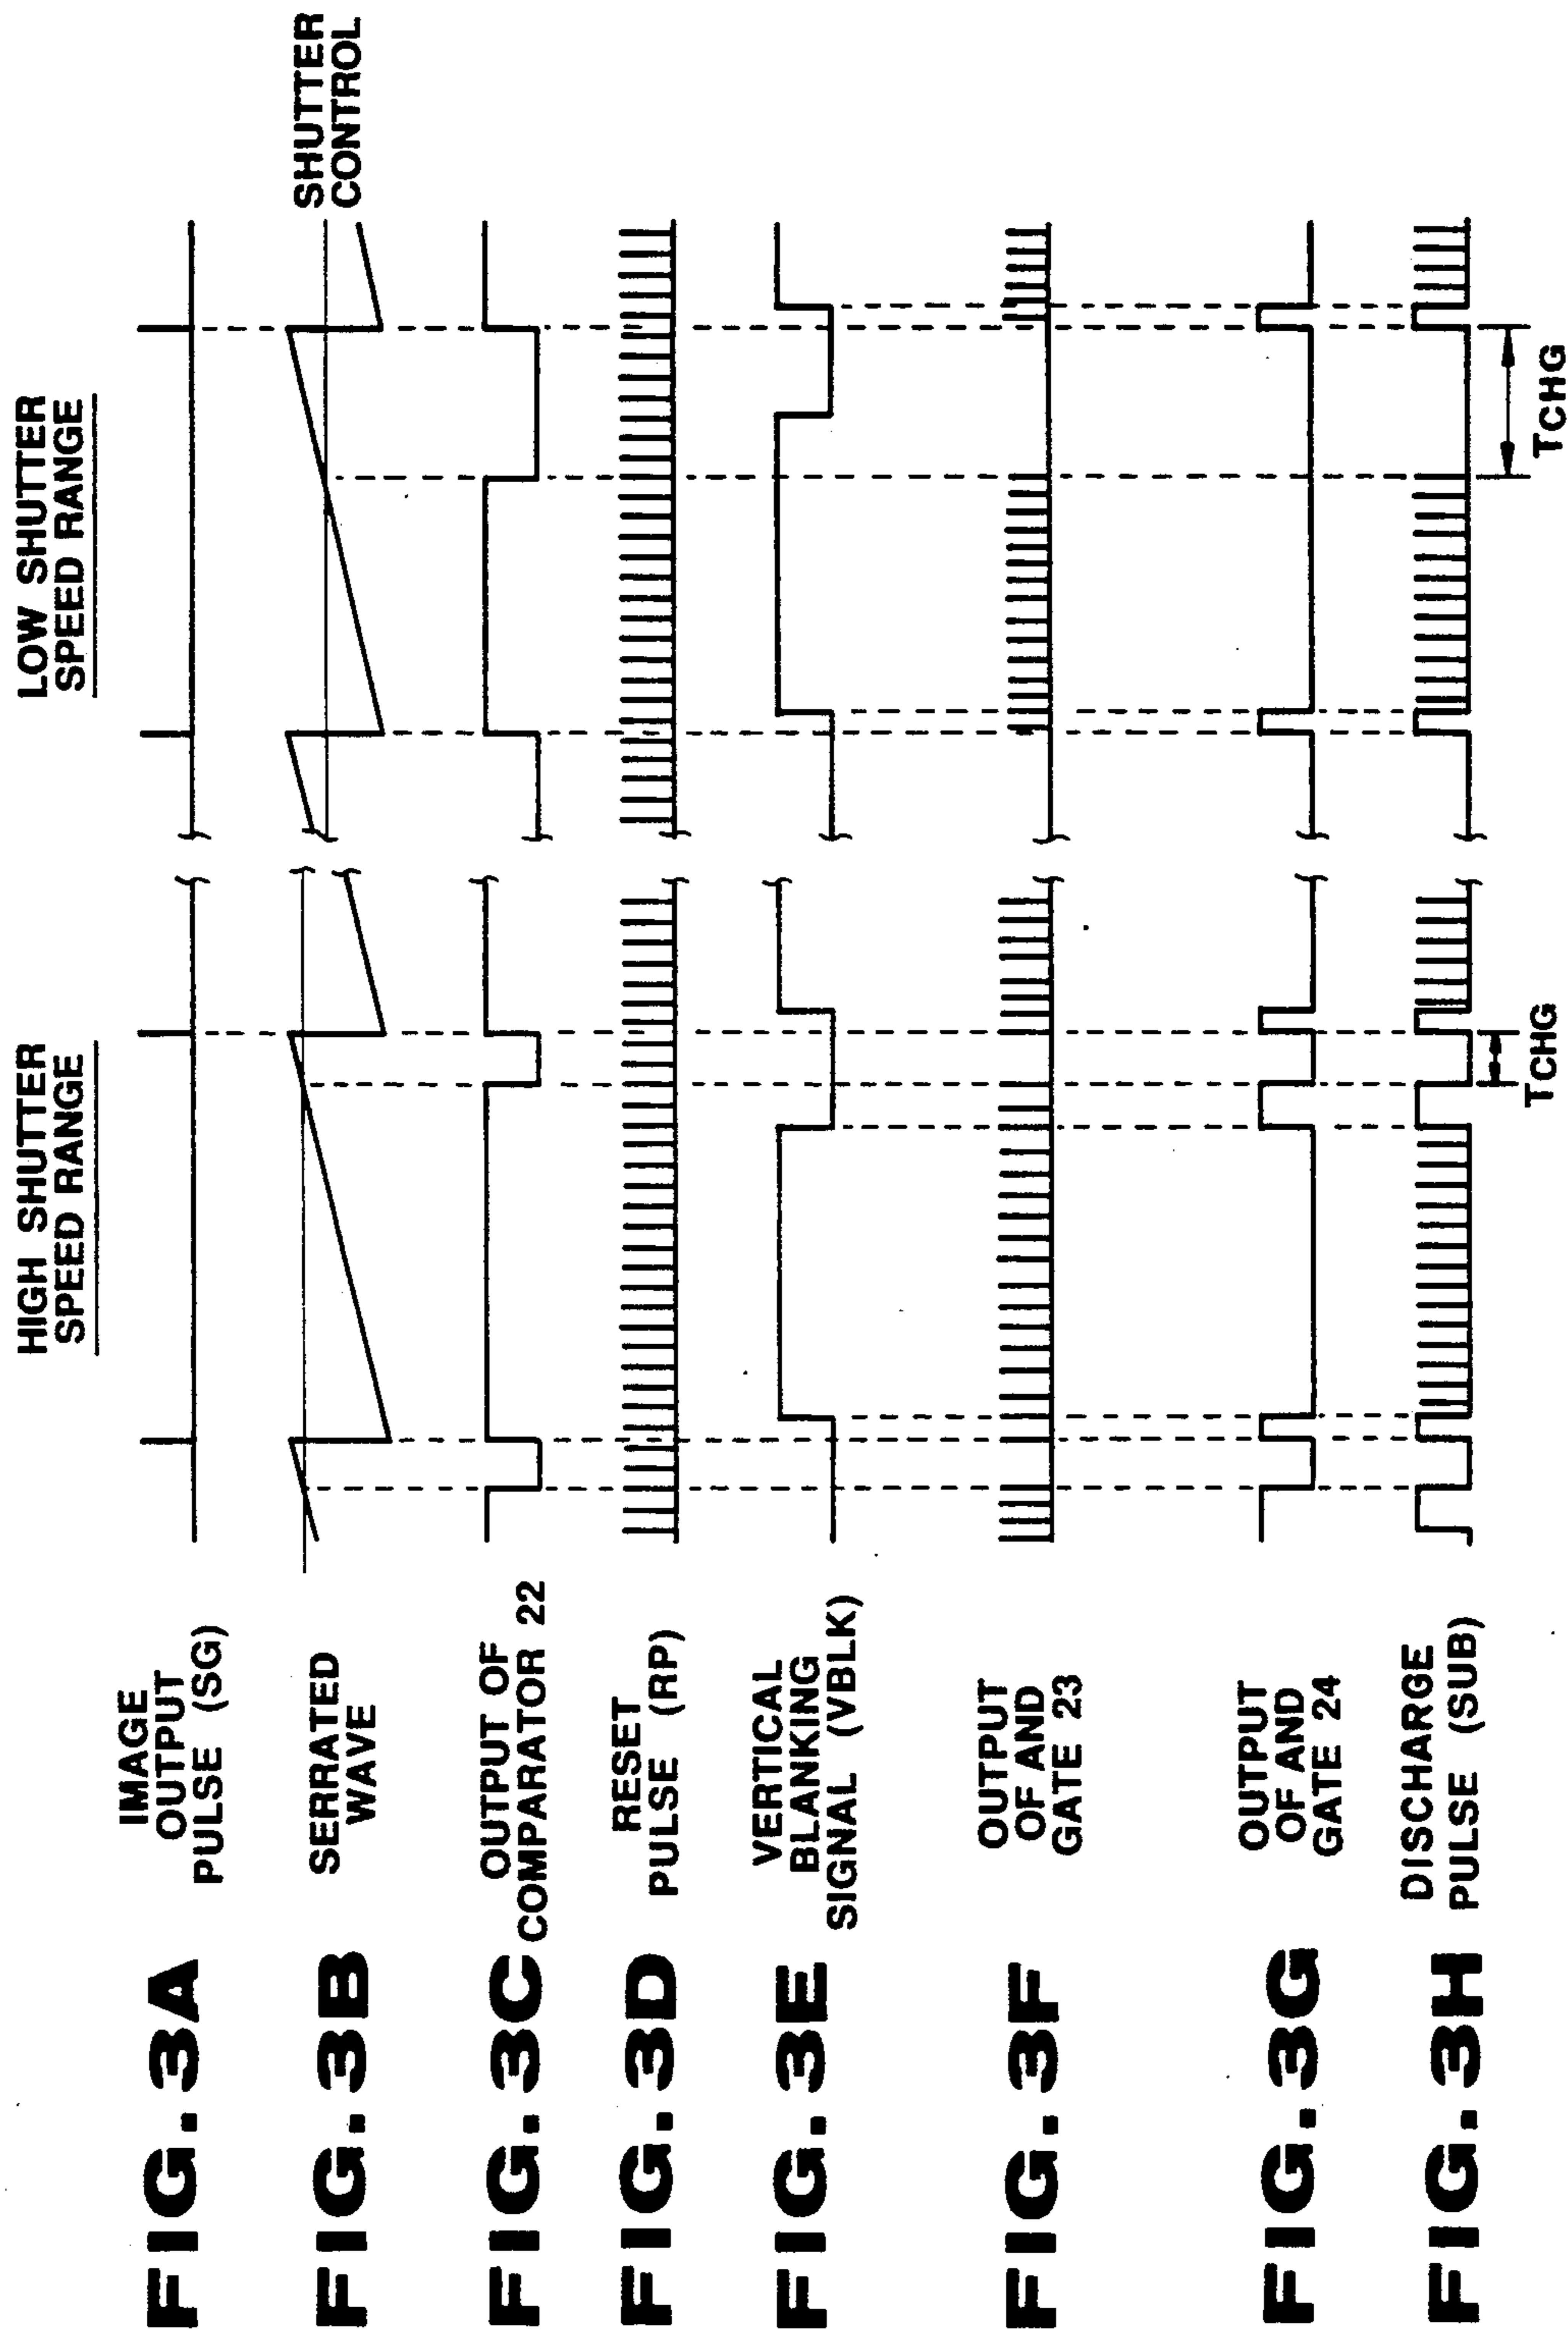 HIGH SHUTTER
SPEED RANGE
LOW SHUTTER
SPEED RANGE
FIG. 3A
IMAGE
OUTPUT
PULSE (SG)
FIG. 3B
SERRATED
WAVE
SHUTTER
CONTROL
FIG. 3C
OUTPUT OF
COMPARATOR 22
FIG. 3D
RESET
PULSE (RP)
FIG. 3E
VERTICAL
BLANKING
SIGNAL (VBLK)
FIG. 3F
OUTPUT
OF AND
GATE 23
FIG. 3G
OUTPUT
OF AND
GATE 24
FIG. 3H
DISCHARGE
PULSE (SUB)
TCHG
TCHG